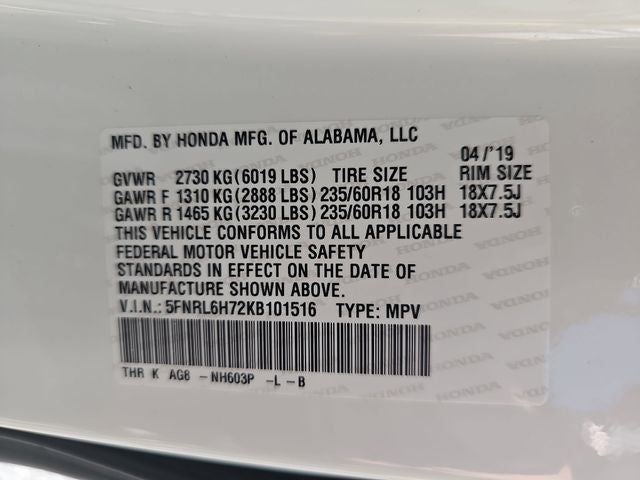 MFD. BY HONDA MFG. OF ALABAMA, LLC
04/'19
GVWR 2730 KG(6019 LBS) TIRE SIZE RIM SIZE
GAWR F 1310 KG(2888 LBS)235/60R18 103H 18X7.5J
GAWR R 1465 KG(3230 LBS)235/60R18 103H 18X7.5J
THIS VEHICLE CONFORMS TO ALL APPLICABLE
FEDERAL MOTOR VEHICLE SAFETY
STANDARDS IN EFFECT ON THE DATE OF
MANUFACTURE SHOWN ABOVE.
V.I.N.: 5FNRL6H72KB101516 TYPE: MPV
THR K AG8 -NH603P -L-B
HONDA